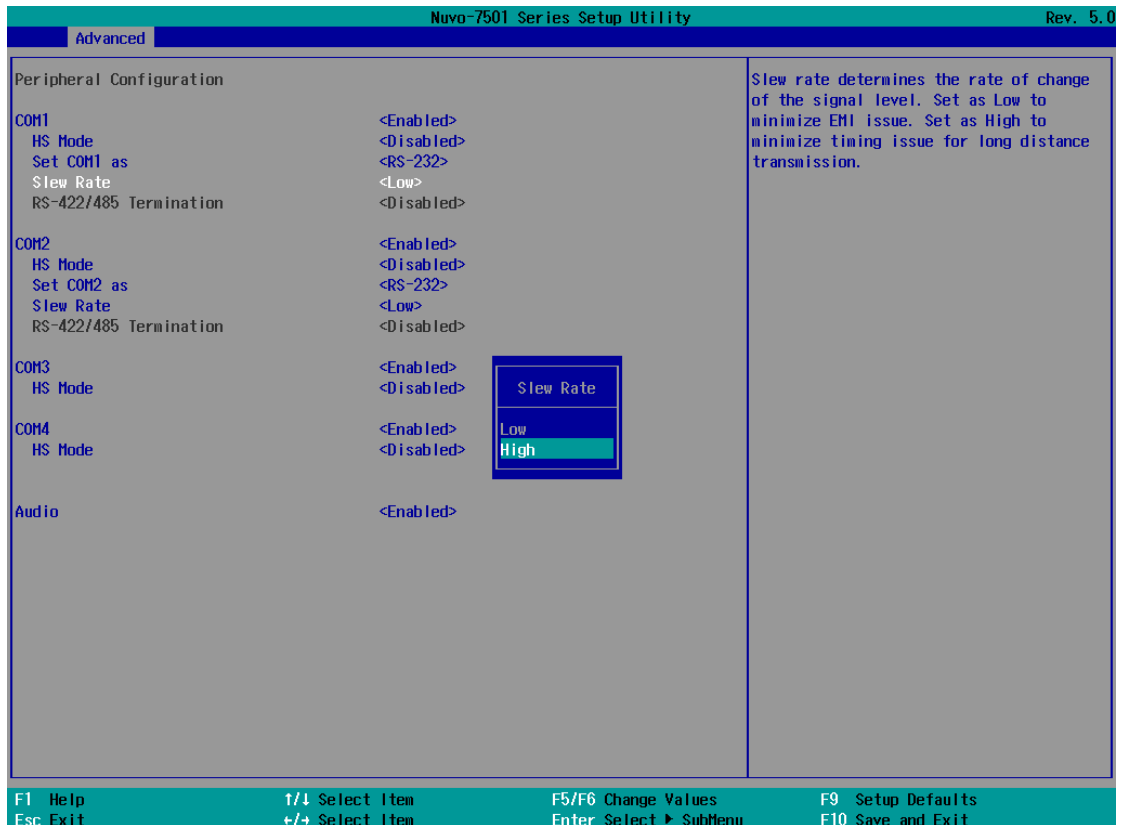 Nuvo-7501 Series Setup Utility Rev. 5.0
Advanced
Peripheral Configuration
COM1 <Enabled>
HS Mode <Disabled>
Set COM1 as <RS-232>
Slew Rate <Low>
RS-422/485 Termination <Disabled>
COM2 <Enabled>
HS Mode <Disabled>
Set COM2 as <RS-232>
Slew Rate <Low>
RS-422/485 Termination <Disabled>
COM3 <Enabled>
HS Mode <Disabled>
COM4 <Enabled>
HS Mode <Disabled>
Audio <Enabled>
Slew Rate
Low
High
Slew rate determines the rate of change
of the signal level. Set as Low to
minimize EMI issue. Set as High to
minimize timing issue for long distance
transmission.
F1 Help ↑/↓ Select Item F5/F6 Change Values F9 Setup Defaults
Esc Exit ←/→ Select Item Enter Select ▶ SubMenu F10 Save and Exit